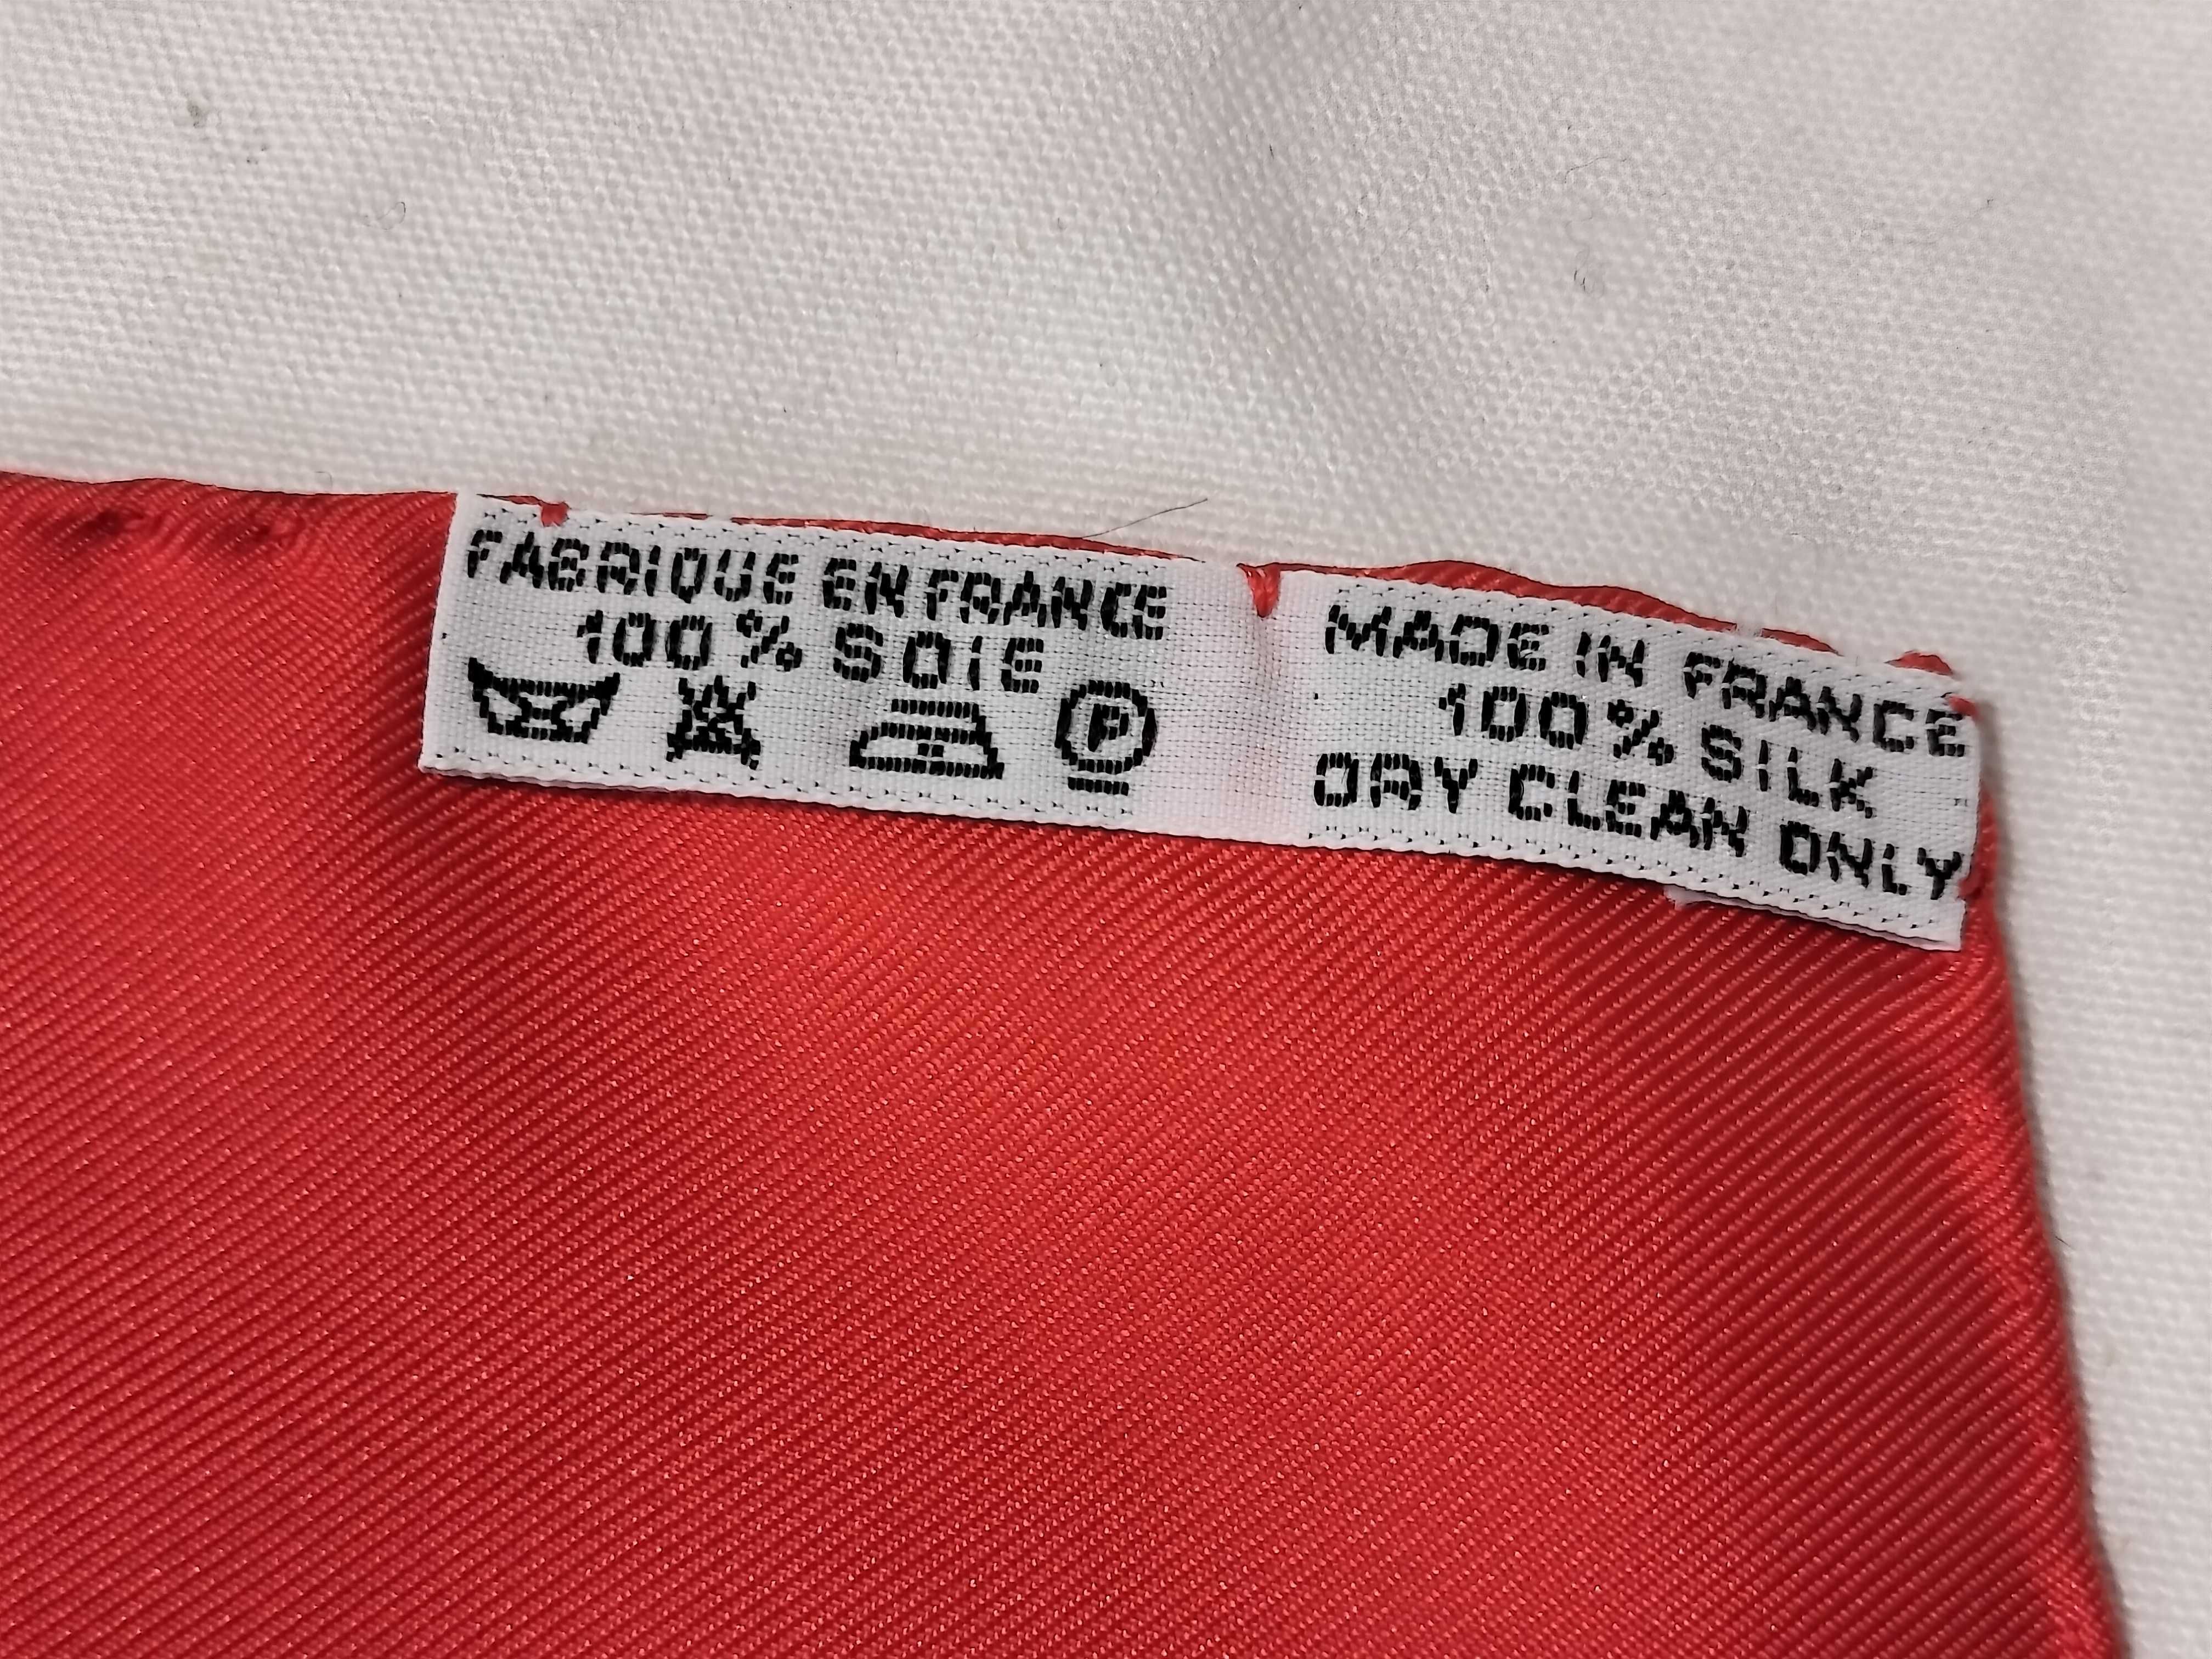 FABRIQUE EN FRANCE
100% SOIE
P
MADE IN FRANCE
100% SILK
DRY CLEAN ONLY